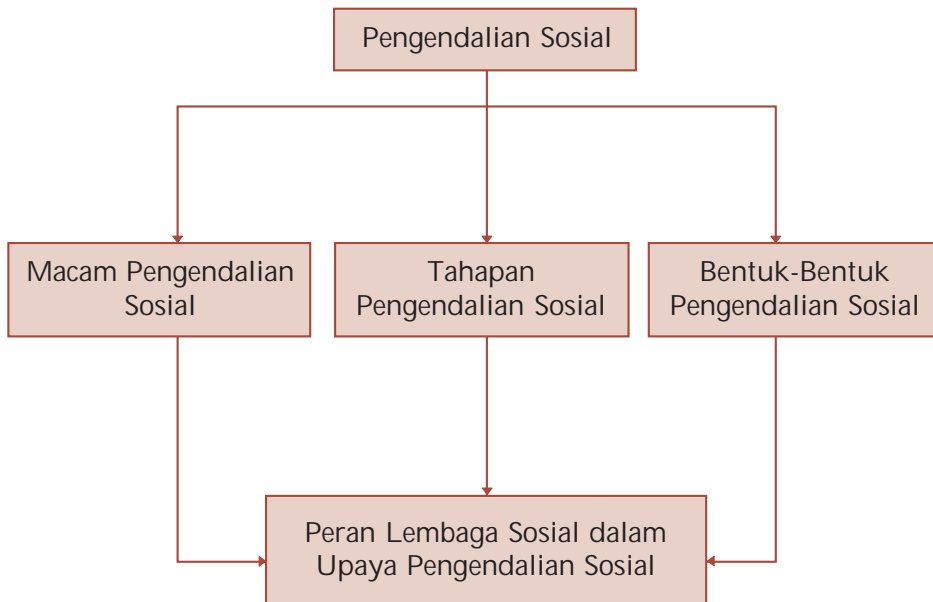 Pengendalian Sosial
Macam Pengendalian
Sosial
Tahapan
Pengendalian Sosial
Bentuk-Bentuk
Pengendalian Sosial
Peran Lembaga Sosial dalam
Upaya Pengendalian Sosial